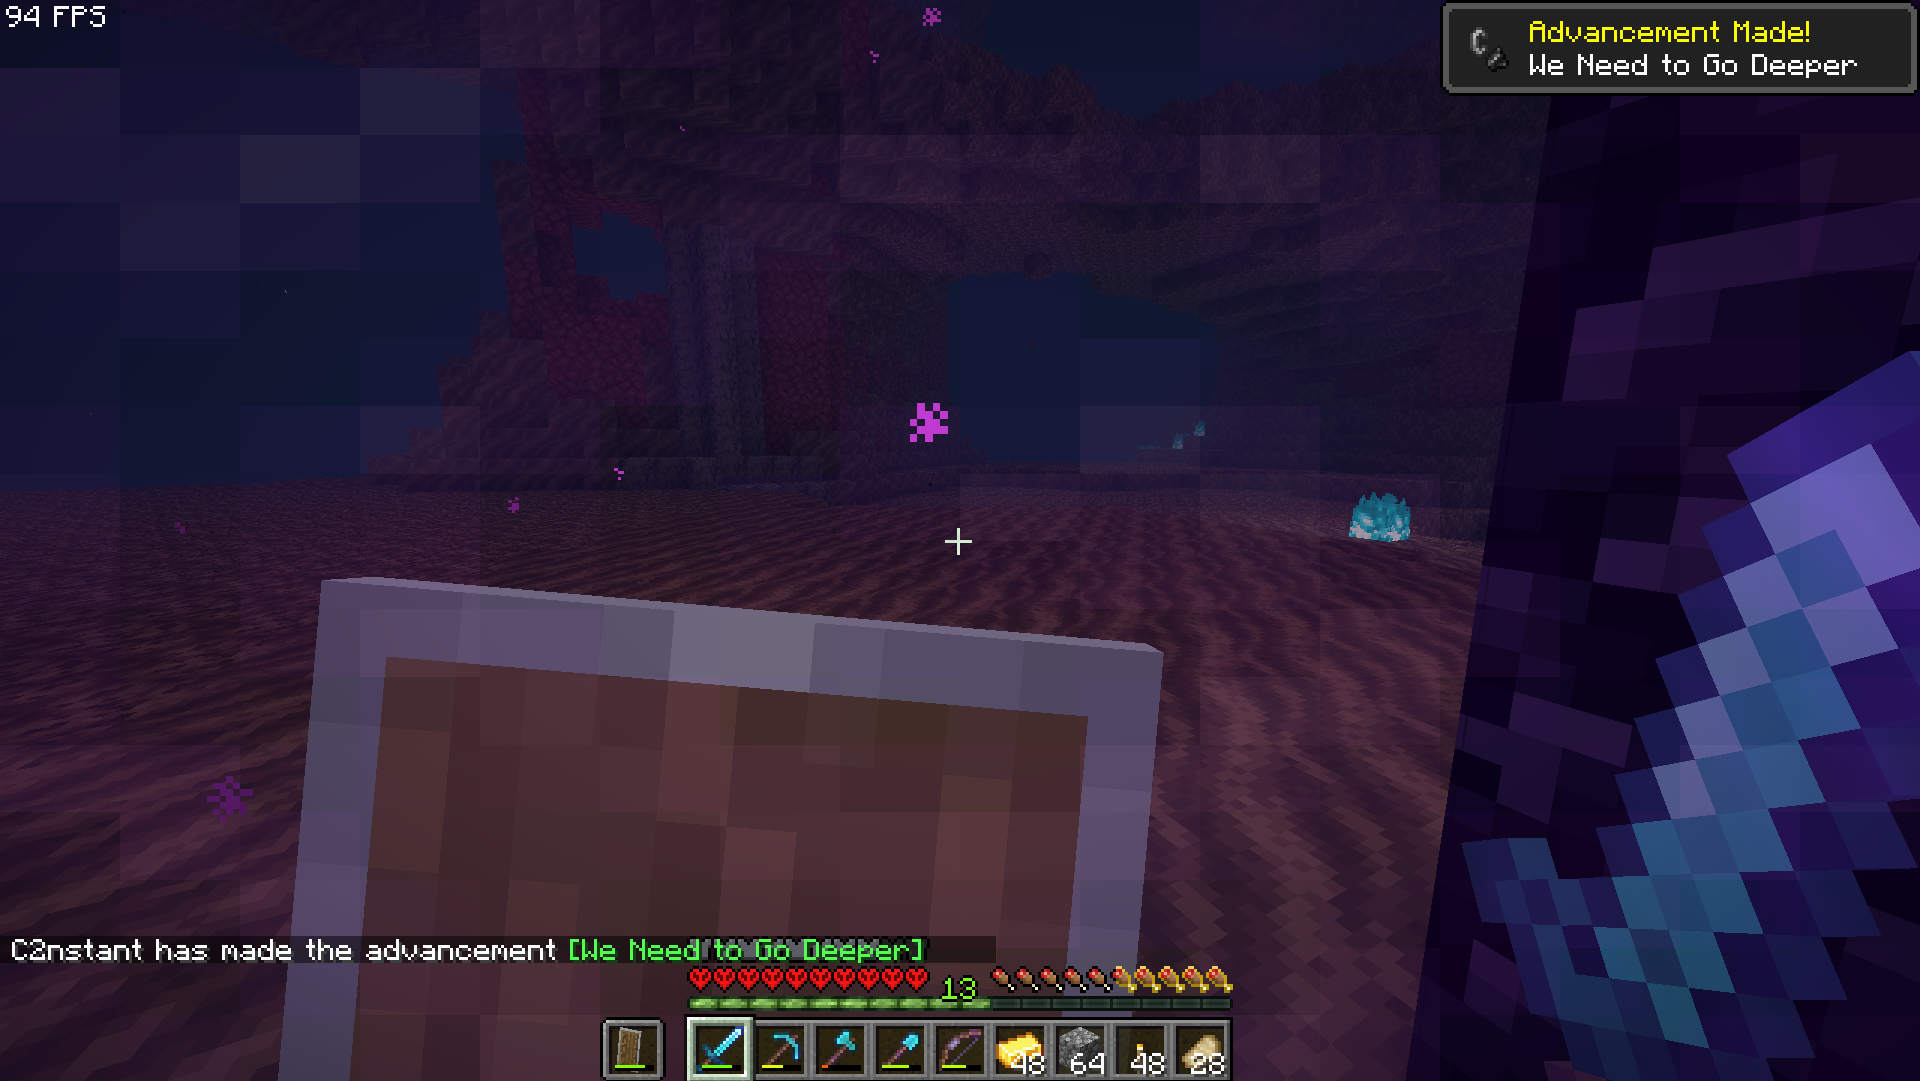 94 FPS
Advancement Made!
We Need to Go Deeper
C2nstant has made the advancement [We Need to Go Deeper]
13
48
64
48
28